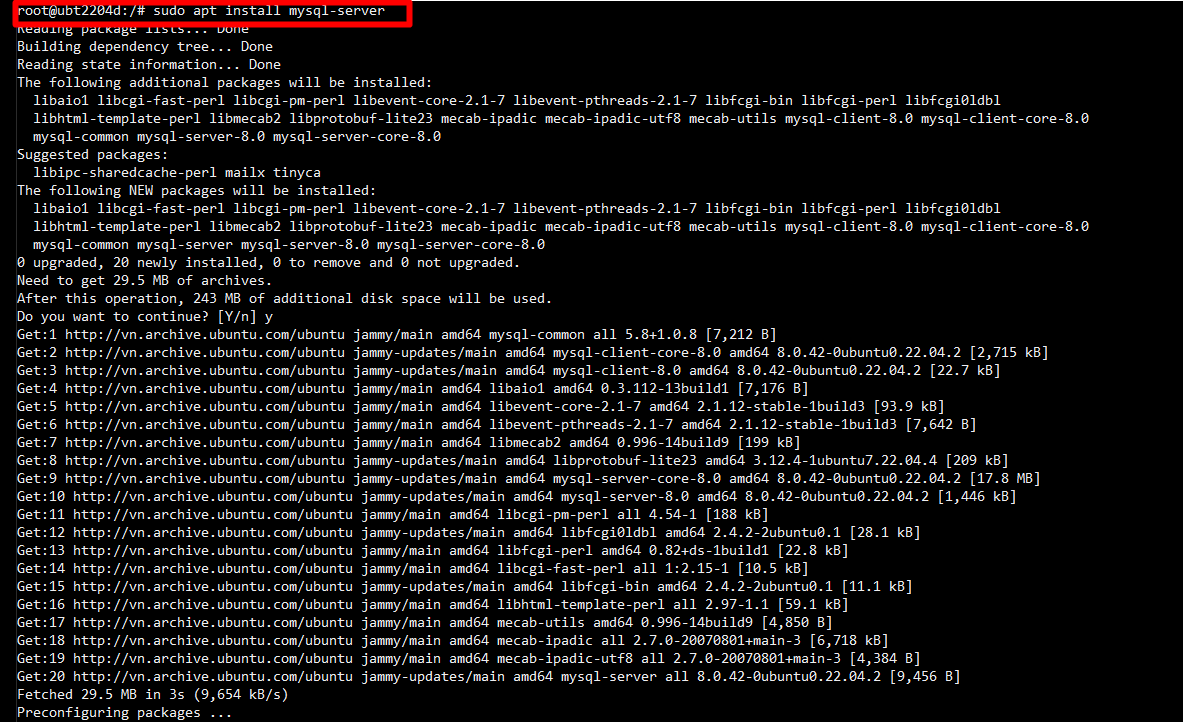 root@ubt2204d:/# sudo apt install mysql-server
Reading package lists... Done
Building dependency tree... Done
Reading state information... Done
The following additional packages will be installed:
  libaio1 libcgi-fast-perl libcgi-pm-perl libevent-core-2.1-7 libevent-pthreads-2.1-7 libfcgi-bin libfcgi-perl libfcgi0ldbl
  libhtml-template-perl libmecab2 libprotobuf-lite23 mecab-ipadic mecab-ipadic-utf8 mecab-utils mysql-client-8.0 mysql-client-core-8.0
  mysql-common mysql-server-8.0 mysql-server-core-8.0
Suggested packages:
  libipc-sharedcache-perl mailx tinyca
The following NEW packages will be installed:
  libaio1 libcgi-fast-perl libcgi-pm-perl libevent-core-2.1-7 libevent-pthreads-2.1-7 libfcgi-bin libfcgi-perl libfcgi0ldbl
  libhtml-template-perl libmecab2 libprotobuf-lite23 mecab-ipadic mecab-ipadic-utf8 mecab-utils mysql-client-8.0 mysql-client-core-8.0
  mysql-common mysql-server mysql-server-8.0 mysql-server-core-8.0
0 upgraded, 20 newly installed, 0 to remove and 0 not upgraded.
Need to get 29.5 MB of archives.
After this operation, 243 MB of additional disk space will be used.
Do you want to continue? [Y/n] y
Get:1 http://vn.archive.ubuntu.com/ubuntu jammy/main amd64 mysql-common all 5.8+1.0.8 [7,212 B]
Get:2 http://vn.archive.ubuntu.com/ubuntu jammy-updates/main amd64 mysql-client-core-8.0 amd64 8.0.42-0ubuntu0.22.04.2 [2,715 kB]
Get:3 http://vn.archive.ubuntu.com/ubuntu jammy-updates/main amd64 mysql-client-8.0 amd64 8.0.42-0ubuntu0.22.04.2 [22.7 kB]
Get:4 http://vn.archive.ubuntu.com/ubuntu jammy/main amd64 libaio1 amd64 0.3.112-13build1 [7,176 B]
Get:5 http://vn.archive.ubuntu.com/ubuntu jammy/main amd64 libevent-core-2.1-7 amd64 2.1.12-stable-1build3 [93.9 kB]
Get:6 http://vn.archive.ubuntu.com/ubuntu jammy/main amd64 libevent-pthreads-2.1-7 amd64 2.1.12-stable-1build3 [7,642 B]
Get:7 http://vn.archive.ubuntu.com/ubuntu jammy/main amd64 libmecab2 amd64 0.996-14build9 [199 kB]
Get:8 http://vn.archive.ubuntu.com/ubuntu jammy-updates/main amd64 libprotobuf-lite23 amd64 3.12.4-1ubuntu7.22.04.4 [209 kB]
Get:9 http://vn.archive.ubuntu.com/ubuntu jammy-updates/main amd64 mysql-server-core-8.0 amd64 8.0.42-0ubuntu0.22.04.2 [17.8 MB]
Get:10 http://vn.archive.ubuntu.com/ubuntu jammy-updates/main amd64 mysql-server-8.0 amd64 8.0.42-0ubuntu0.22.04.2 [1,446 kB]
Get:11 http://vn.archive.ubuntu.com/ubuntu jammy/main amd64 libcgi-pm-perl all 4.54-1 [188 kB]
Get:12 http://vn.archive.ubuntu.com/ubuntu jammy-updates/main amd64 libfcgi0ldbl amd64 2.4.2-2ubuntu0.1 [28.1 kB]
Get:13 http://vn.archive.ubuntu.com/ubuntu jammy/main amd64 libfcgi-perl amd64 0.82+ds-1build1 [22.8 kB]
Get:14 http://vn.archive.ubuntu.com/ubuntu jammy/main amd64 libcgi-fast-perl all 1:2.15-1 [10.5 kB]
Get:15 http://vn.archive.ubuntu.com/ubuntu jammy-updates/main amd64 libfcgi-bin amd64 2.4.2-2ubuntu0.1 [11.1 kB]
Get:16 http://vn.archive.ubuntu.com/ubuntu jammy/main amd64 libhtml-template-perl all 2.97-1.1 [59.1 kB]
Get:17 http://vn.archive.ubuntu.com/ubuntu jammy/main amd64 mecab-utils amd64 0.996-14build9 [4,850 B]
Get:18 http://vn.archive.ubuntu.com/ubuntu jammy/main amd64 mecab-ipadic all 2.7.0-20070801+main-3 [6,718 kB]
Get:19 http://vn.archive.ubuntu.com/ubuntu jammy/main amd64 mecab-ipadic-utf8 all 2.7.0-20070801+main-3 [4,384 B]
Get:20 http://vn.archive.ubuntu.com/ubuntu jammy-updates/main amd64 mysql-server all 8.0.42-0ubuntu0.22.04.2 [9,456 B]
Fetched 29.5 MB in 3s (9,654 kB/s)
Preconfiguring packages ...